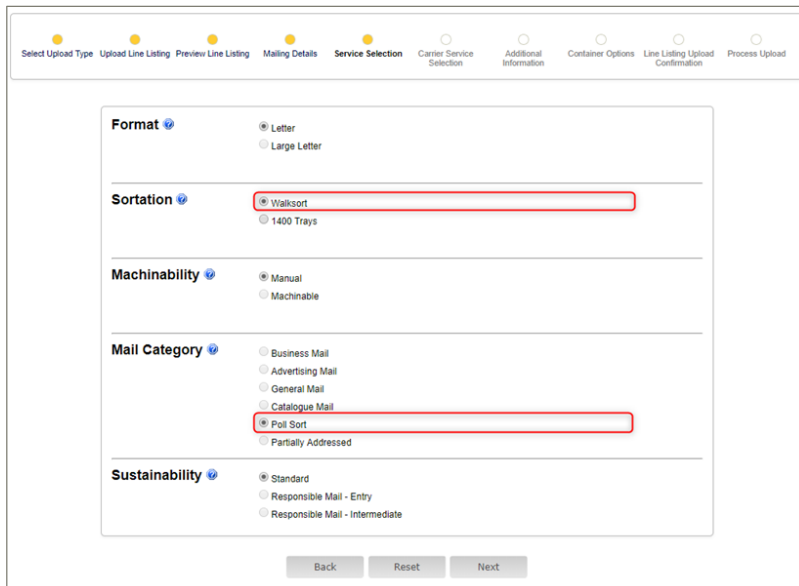 Select Upload Type Upload Line Listing Preview Line Listing Mailing Details Service Selection Carrier Service Selection Additional Information Container Options Line Listing Upload Confirmation Process Upload
Format
Letter
Large Letter
Sortation
Walksort
1400 Trays
Machinability
Manual
Machinable
Mail Category
Business Mail
Advertising Mail
General Mail
Catalogue Mail
Poll Sort
Partially Addressed
Sustainability
Standard
Responsible Mail - Entry
Responsible Mail - Intermediate
Back Reset Next